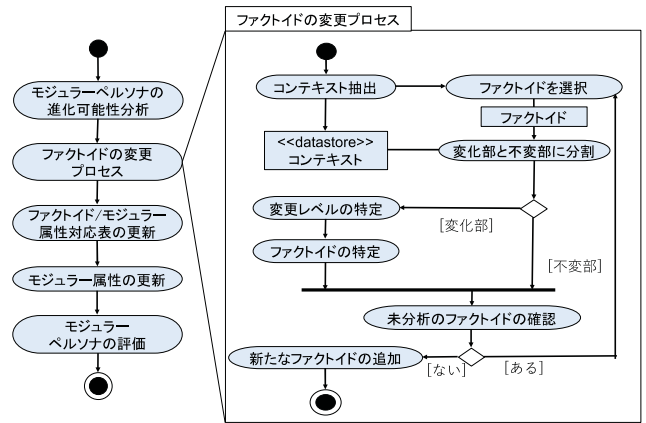 ファクトイドの変更プロセス
モジュラーペルソナの
進化可能性分析
ファクトイドの変更
プロセス
ファクトイド/モジュラー
属性対応表の更新
モジュラー属性の更新
モジュラー
ペルソナの評価
コンテキスト抽出
ファクトイドを選択
ファクトイド
<<datastore>>
コンテキスト
変化部と不変部に分割
変更レベルの特定
[変化部]
ファクトイドの特定
[不変部]
未分析のファクトイドの確認
新たなファクトイドの追加
[ない]
[ある]